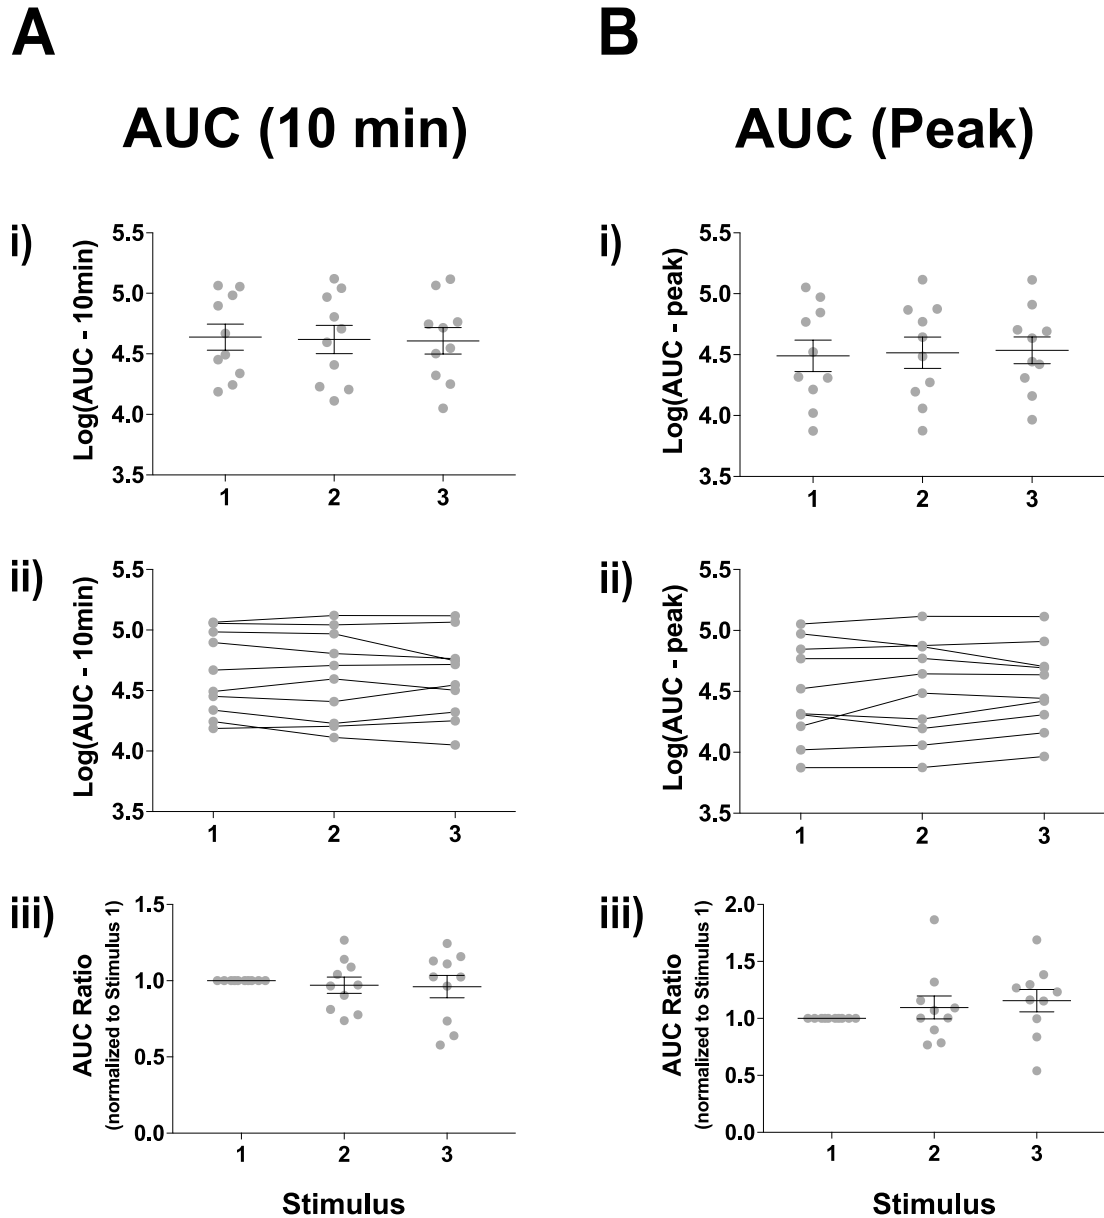 A
B
AUC (10 min)
AUC (Peak)
i)
Log(AUC - 10min)
5.5
5.0
4.5
4.0
3.5
1
2
3
i)
Log(AUC - peak)
5.5
5.0
4.5
4.0
3.5
1
2
3
ii)
Log(AUC - 10min)
5.5
5.0
4.5
4.0
3.5
1
2
3
ii)
Log(AUC - peak)
5.5
5.0
4.5
4.0
3.5
1
2
3
iii)
AUC Ratio
(normalized to Stimulus 1)
1.5
1.0
0.5
0.0
1
2
3
Stimulus
iii)
AUC Ratio
(normalized to Stimulus 1)
2.0
1.5
1.0
0.5
0.0
1
2
3
Stimulus